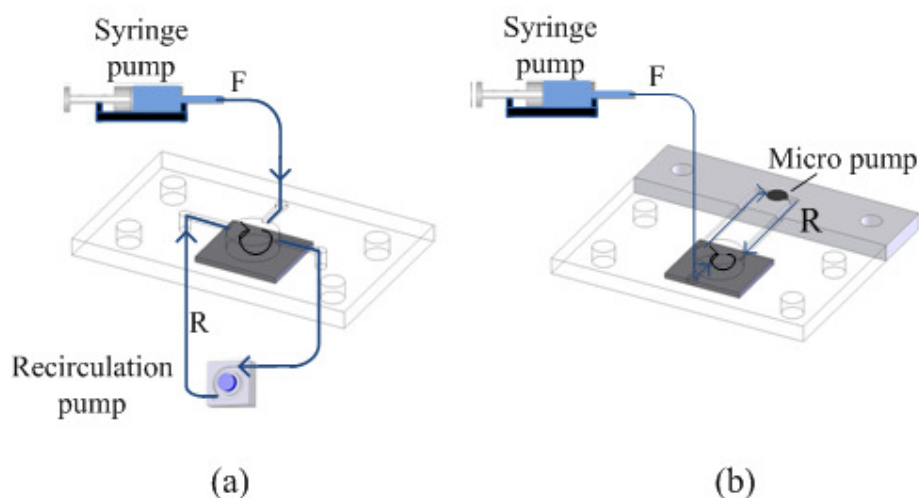 Syringe
pump
F
R
Recirculation
pump
(a)
Syringe
pump
F
Micro pump
R
(b)